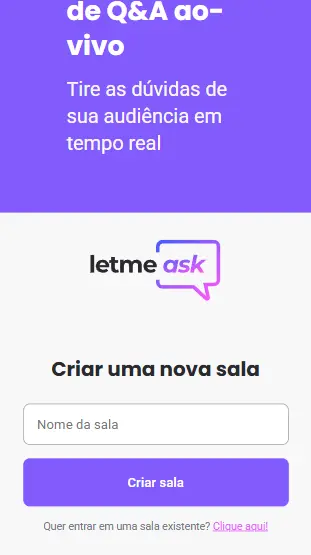 de Q&A ao-
vivo
Tire as dúvidas de
sua audiência em
tempo real
letme ask
Criar uma nova sala
Nome da sala
Criar sala
Quer entrar em uma sala existente? Clique aqui!